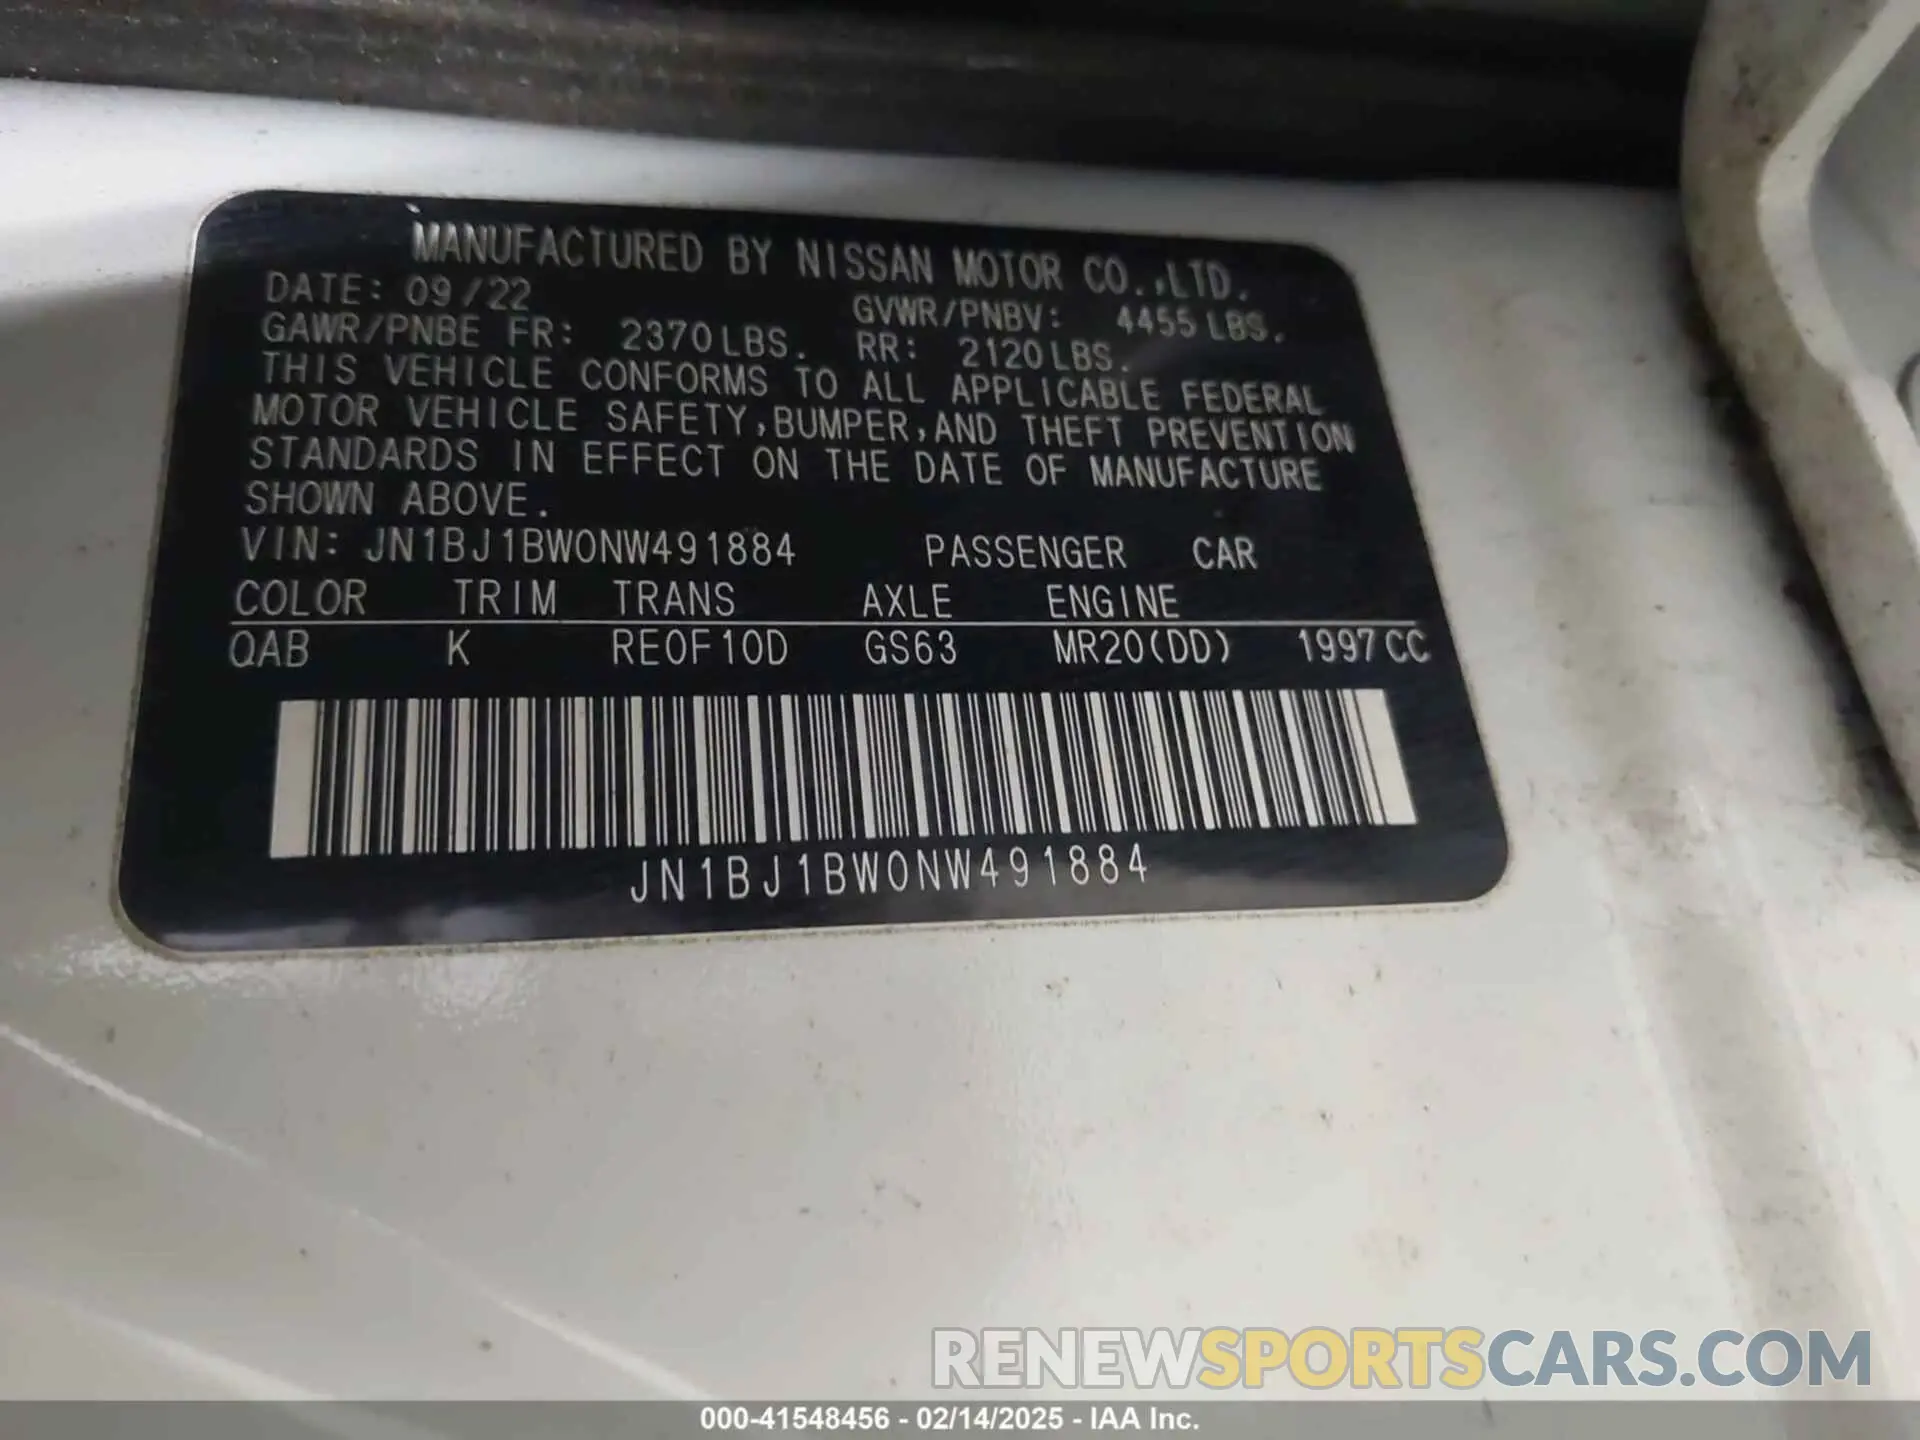 MANUFACTURED BY NISSAN MOTOR CO.,LTD.
DATE: 09/22 GVWR/PNBV: 4455 LBS.
GAWR/PNBE FR: 2370 LBS. RR: 2120 LBS.
THIS VEHICLE CONFORMS TO ALL APPLICABLE FEDERAL
MOTOR VEHICLE SAFETY,BUMPER,AND THEFT PREVENTION
STANDARDS IN EFFECT ON THE DATE OF MANUFACTURE
SHOWN ABOVE.
VIN: JN1BJ1BW0NW491884 PASSENGER CAR
COLOR TRIM TRANS AXLE ENGINE
QAB K RE0F10D GS63 MR20(DD) 1997 CC
JN1BJ1BW0NW491884
RENEWSPORTSCARS.COM
000-41548456 - 02/14/2025 - IAA Inc.